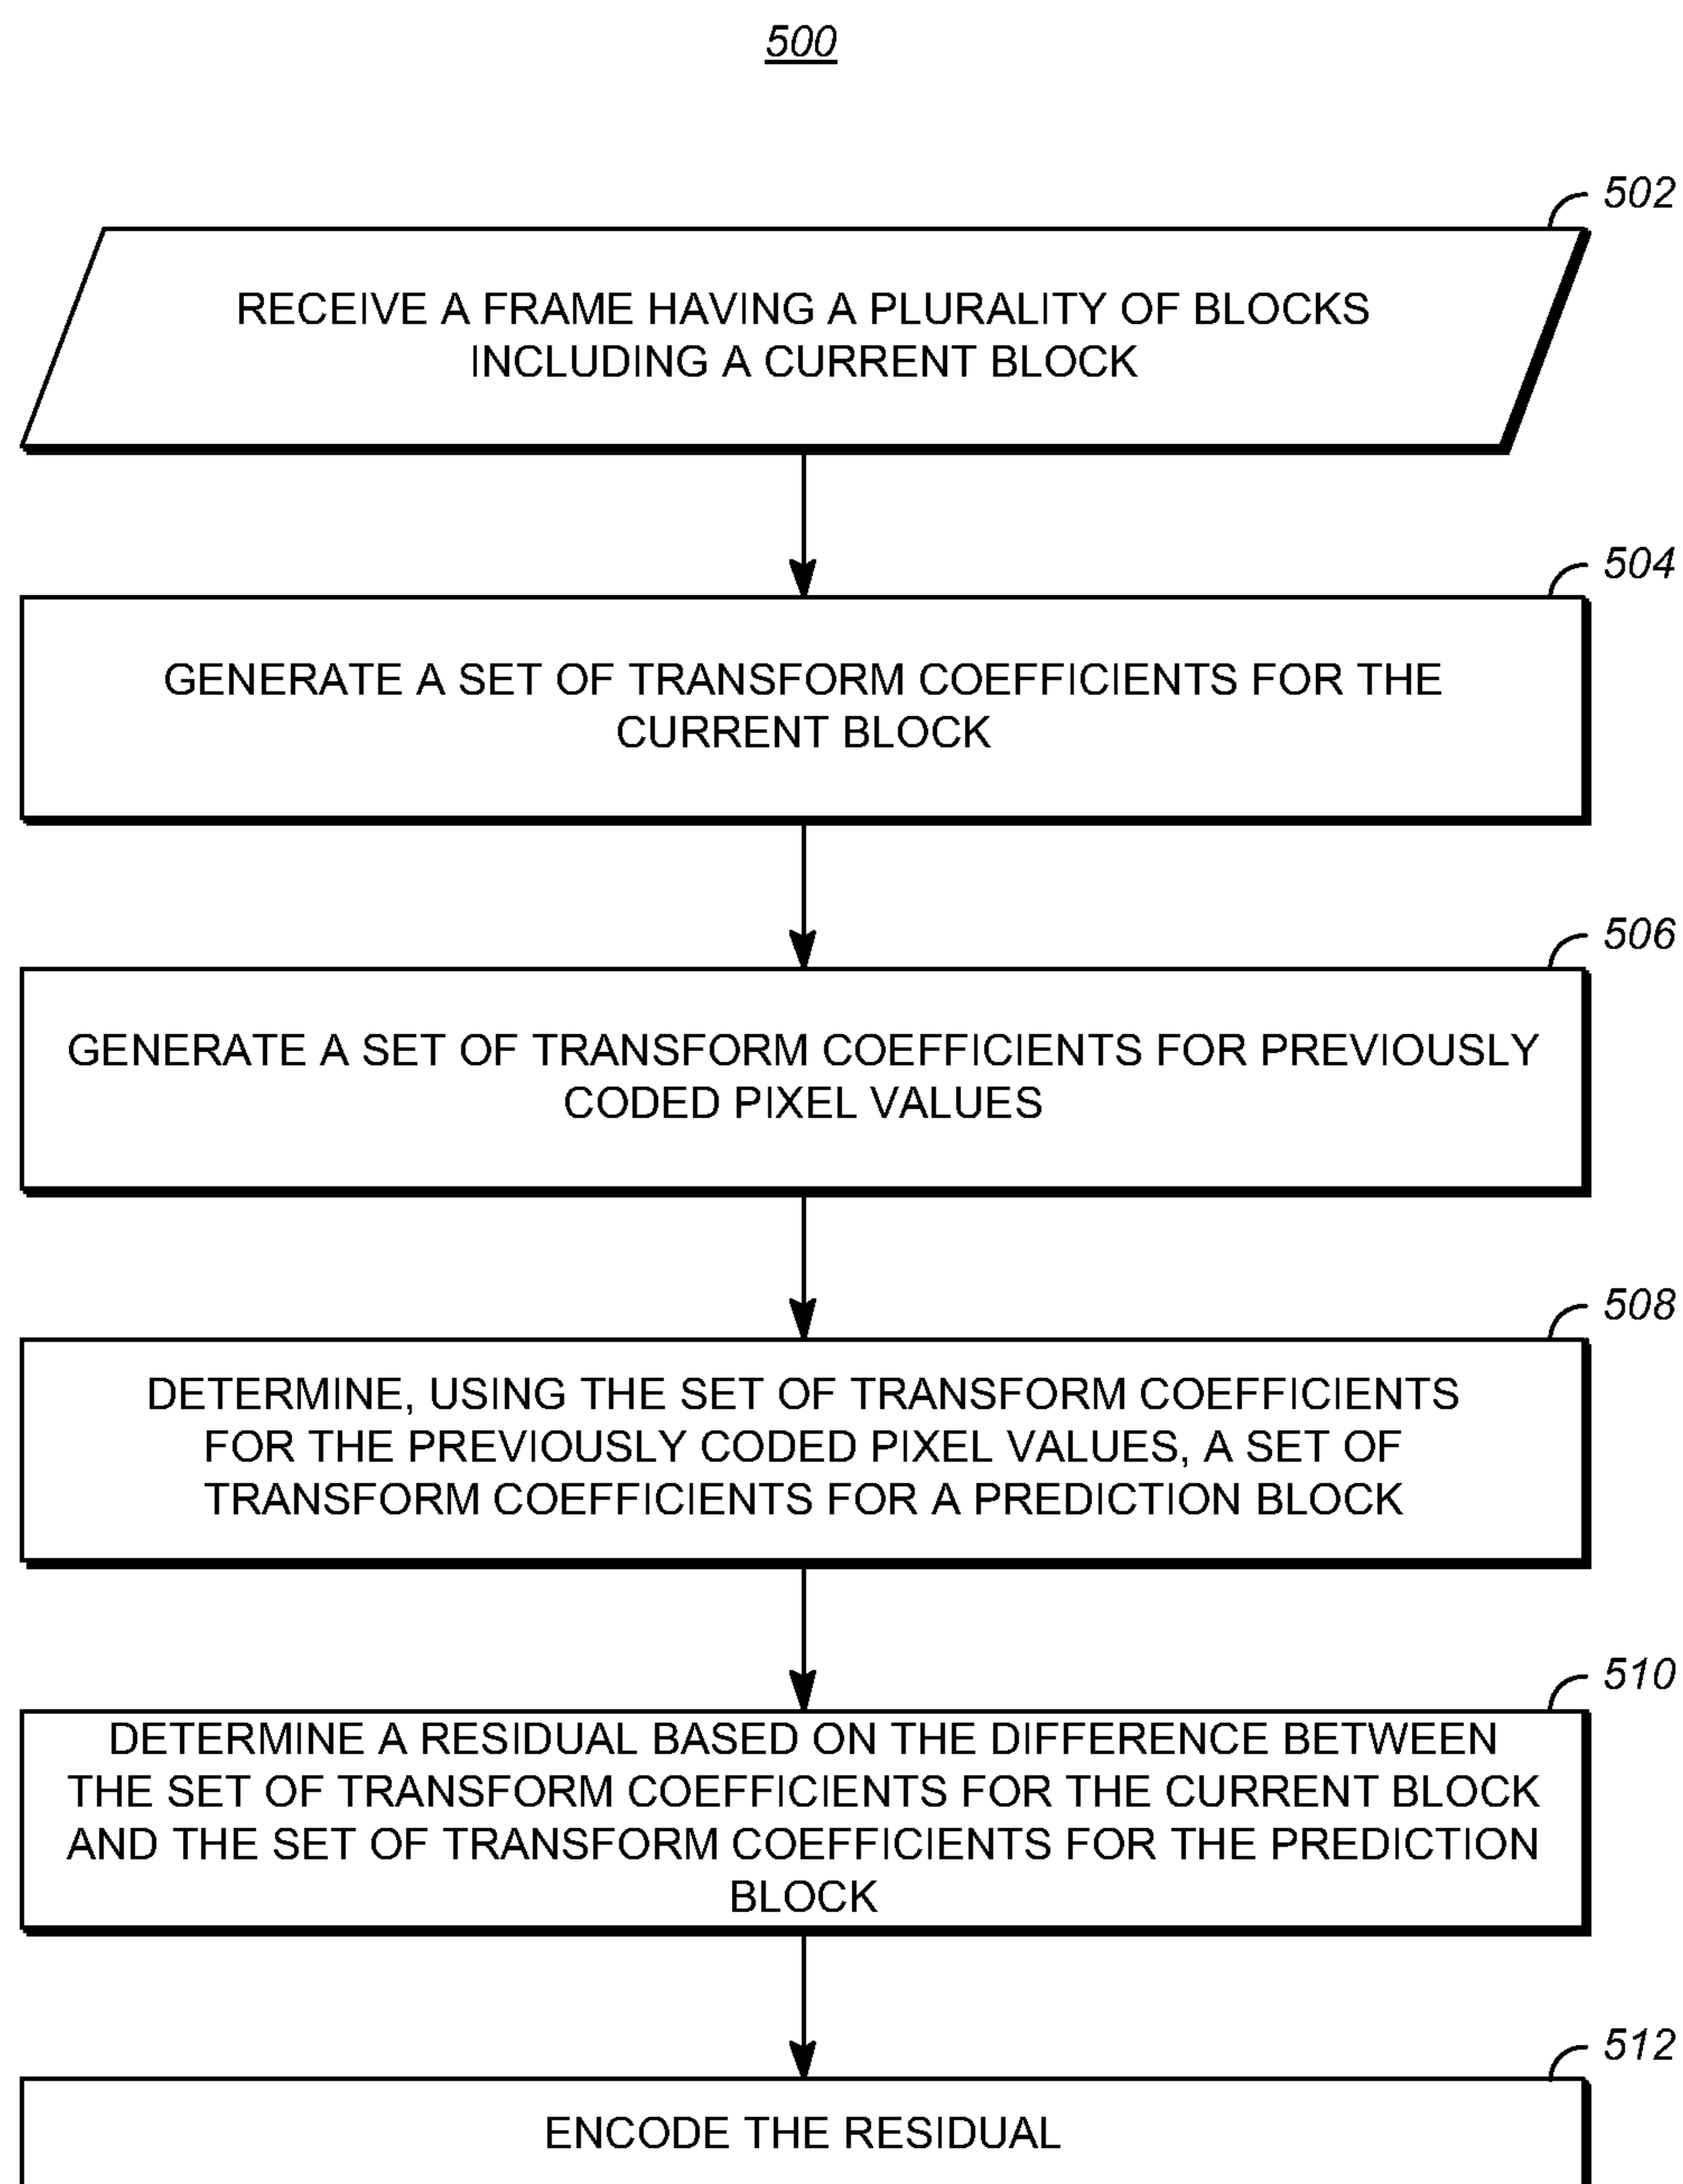 500
502
RECEIVE A FRAME HAVING A PLURALITY OF BLOCKS
INCLUDING A CURRENT BLOCK
504
GENERATE A SET OF TRANSFORM COEFFICIENTS FOR THE
CURRENT BLOCK
506
GENERATE A SET OF TRANSFORM COEFFICIENTS FOR PREVIOUSLY
CODED PIXEL VALUES
508
DETERMINE, USING THE SET OF TRANSFORM COEFFICIENTS
FOR THE PREVIOUSLY CODED PIXEL VALUES, A SET OF
TRANSFORM COEFFICIENTS FOR A PREDICTION BLOCK
510
DETERMINE A RESIDUAL BASED ON THE DIFFERENCE BETWEEN
THE SET OF TRANSFORM COEFFICIENTS FOR THE CURRENT BLOCK
AND THE SET OF TRANSFORM COEFFICIENTS FOR THE PREDICTION
BLOCK
512
ENCODE THE RESIDUAL